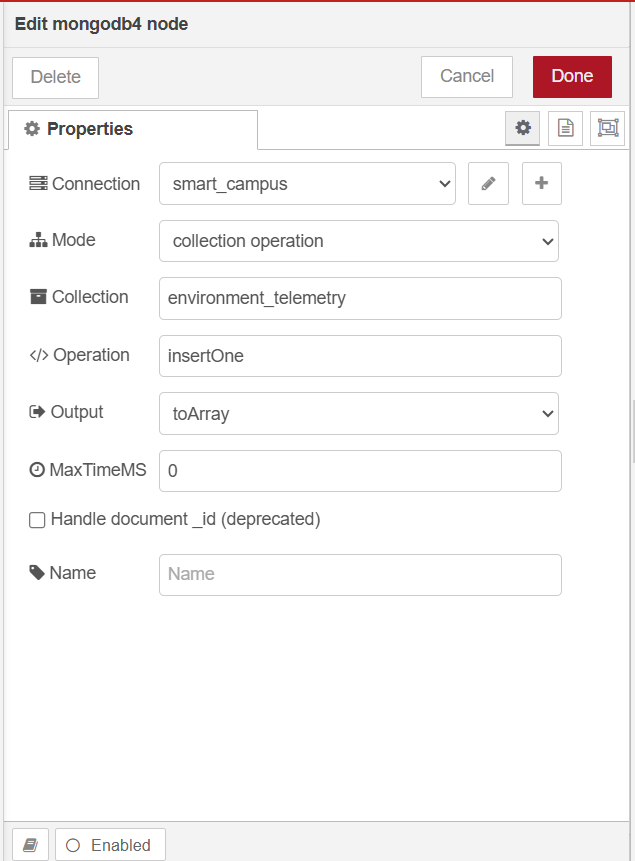 Edit mongodb4 node
Delete
Cancel
Done
Properties
Connection
smart_campus
Mode
collection operation
Collection
environment_telemetry
</> Operation
insertOne
Output
toArray
MaxTimeMS
0
Handle document _id (deprecated)
Name
Name
Enabled